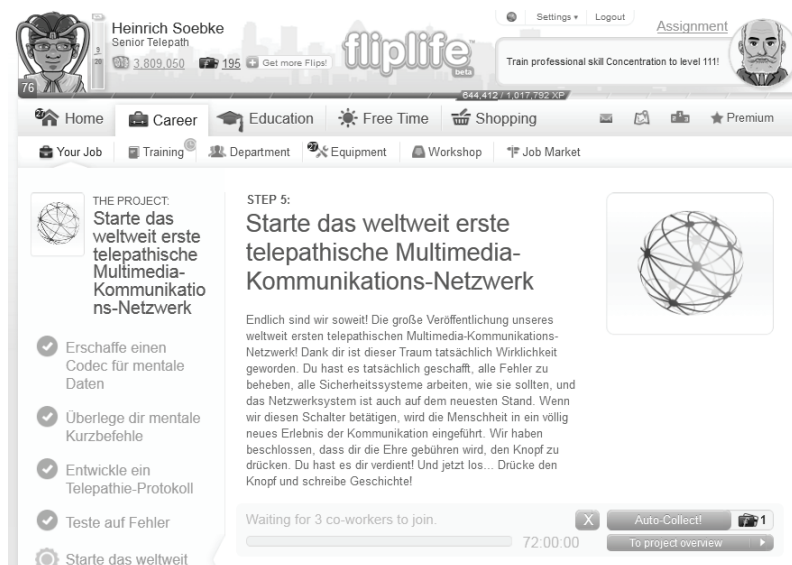 Heinrich Soebke
Senior Telepath
9
20
3,809,050
195
Get more Flips!
76
fliplife
beta
Settings
Logout
Assignment
Train professional skill Concentration to level 111!
644,412 / 1,017,792 XP
27
Home
Career
Education
Free Time
Shopping
Premium
Your Job
Training
Department
27
Equipment
Workshop
Job Market
THE PROJECT:
Starte das
weltweit erste
telepathische
Multimedia-
Kommunikatio
ns-Netzwerk
Erschaffe einen
Codec für mentale
Daten
Überlege dir mentale
Kurzbefehle
Entwickle ein
Telepathie-Protokoll
Teste auf Fehler
Starte das weltweit
STEP 5:
Starte das weltweit erste
telepathische Multimedia-
Kommunikations-Netzwerk
Endlich sind wir soweit! Die große Veröffentlichung unseres
weltweit ersten telepathischen Multimedia-Kommunikations-
Netzwerk! Dank dir ist dieser Traum tatsächlich Wirklichkeit
geworden. Du hast es tatsächlich geschafft, alle Fehler zu
beheben, alle Sicherheitssysteme arbeiten, wie sie sollten, und
das Netzwerksystem ist auch auf dem neuesten Stand. Wenn
wir diesen Schalter betätigen, wird die Menschheit in ein völlig
neues Erlebnis der Kommunikation eingeführt. Wir haben
beschlossen, dass dir die Ehre gebühren wird, den Knopf zu
drücken. Du hast es dir verdient! Und jetzt los... Drücke den
Knopf und schreibe Geschichte!
Waiting for 3 co-workers to join.
X
72:00:00
Auto-Collect!
1
To project overview